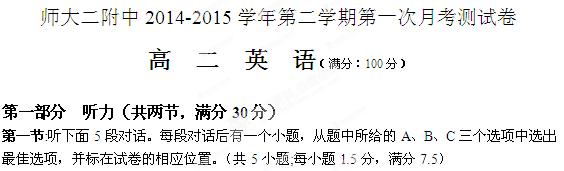 师大二附中 2014-2015 学年第二学期第一次月考测试卷
高 二 英 语（满分：100 分）
第一部分 听力（共两节，满分 30 分）
第一节:听下面 5 段对话。每段对话后有一个小题，从题中所给的 A、B、C 三个选项中选出
最佳选项，并标在试卷的相应位置。（共 5 小题;每小题 1.5 分，满分 7.5）